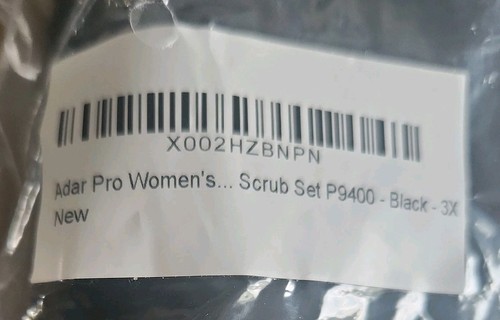 X002HZBNPN
Adar Pro Women's... Scrub Set P9400 - Black - 3X
New